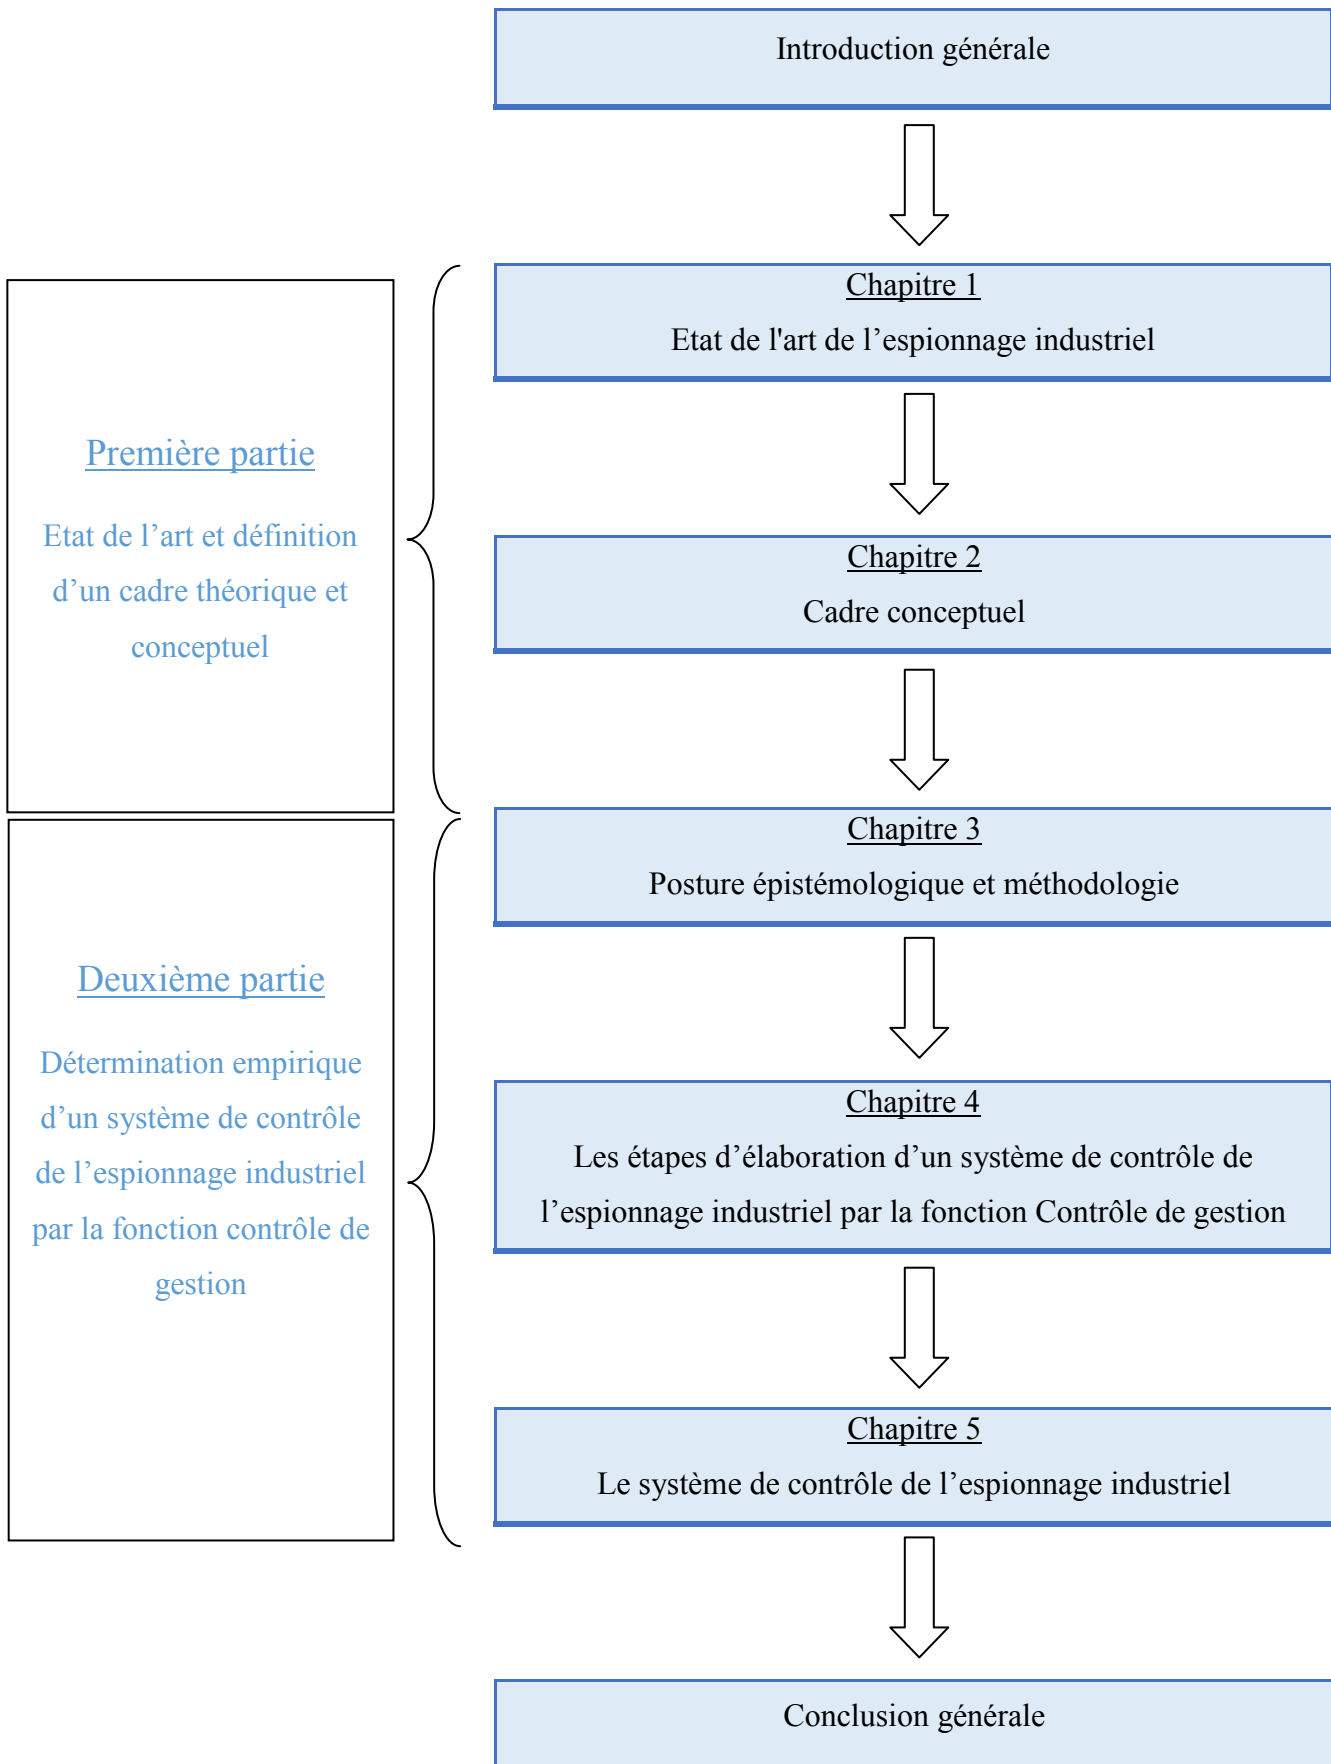 Introduction générale
Première partie
Etat de l’art et définition
d’un cadre théorique et
conceptuel
Chapitre 1
Etat de l'art de l’espionnage industriel
Chapitre 2
Cadre conceptuel
Deuxième partie
Détermination empirique
d’un système de contrôle
de l’espionnage industriel
par la fonction contrôle de
gestion
Chapitre 3
Posture épistémologique et méthodologie
Chapitre 4
Les étapes d’élaboration d’un système de contrôle de
l’espionnage industriel par la fonction Contrôle de gestion
Chapitre 5
Le système de contrôle de l’espionnage industriel
Conclusion générale